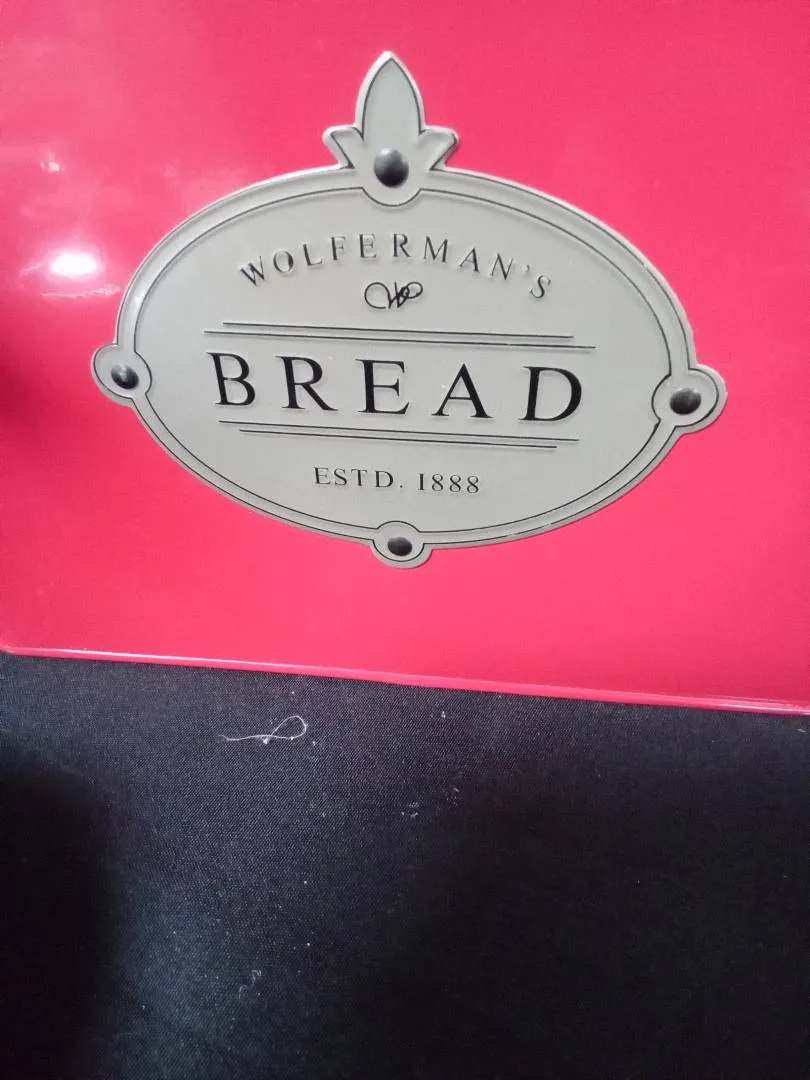 WOLFERMAN'S
W
BREAD
ESTD. 1888